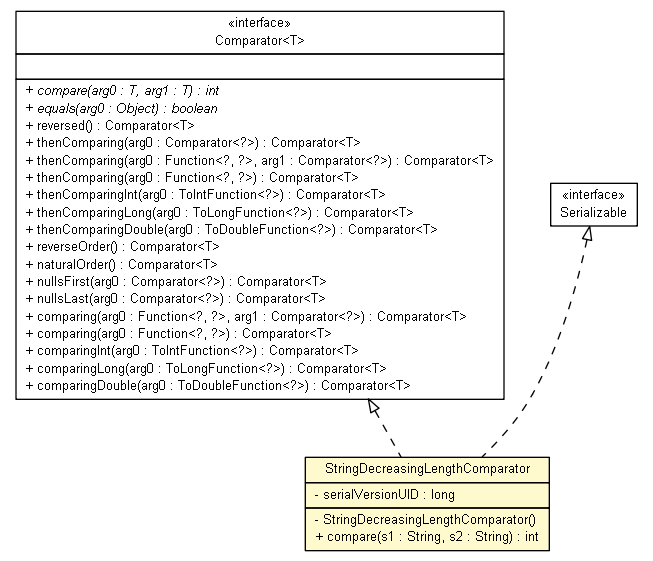 «interface»
Comparator<T>
+ compare(arg0 : T, arg1 : T) : int
+ equals(arg0 : Object) : boolean
+ reversed() : Comparator<T>
+ thenComparing(arg0 : Comparator<?>) : Comparator<T>
+ thenComparing(arg0 : Function<?, ?>, arg1 : Comparator<?>) : Comparator<T>
+ thenComparing(arg0 : Function<?, ?>) : Comparator<T>
+ thenComparingInt(arg0 : ToIntFunction<?>) : Comparator<T>
+ thenComparingLong(arg0 : ToLongFunction<?>) : Comparator<T>
+ thenComparingDouble(arg0 : ToDoubleFunction<?>) : Comparator<T>
+ reverseOrder() : Comparator<T>
+ naturalOrder() : Comparator<T>
+ nullsFirst(arg0 : Comparator<?>) : Comparator<T>
+ nullsLast(arg0 : Comparator<?>) : Comparator<T>
+ comparing(arg0 : Function<?, ?>, arg1 : Comparator<?>) : Comparator<T>
+ comparing(arg0 : Function<?, ?>) : Comparator<T>
+ comparingInt(arg0 : ToIntFunction<?>) : Comparator<T>
+ comparingLong(arg0 : ToLongFunction<?>) : Comparator<T>
+ comparingDouble(arg0 : ToDoubleFunction<?>) : Comparator<T>
«interface»
Serializable
StringDecreasingLengthComparator
- serialVersionUID : long
- StringDecreasingLengthComparator()
+ compare(s1 : String, s2 : String) : int